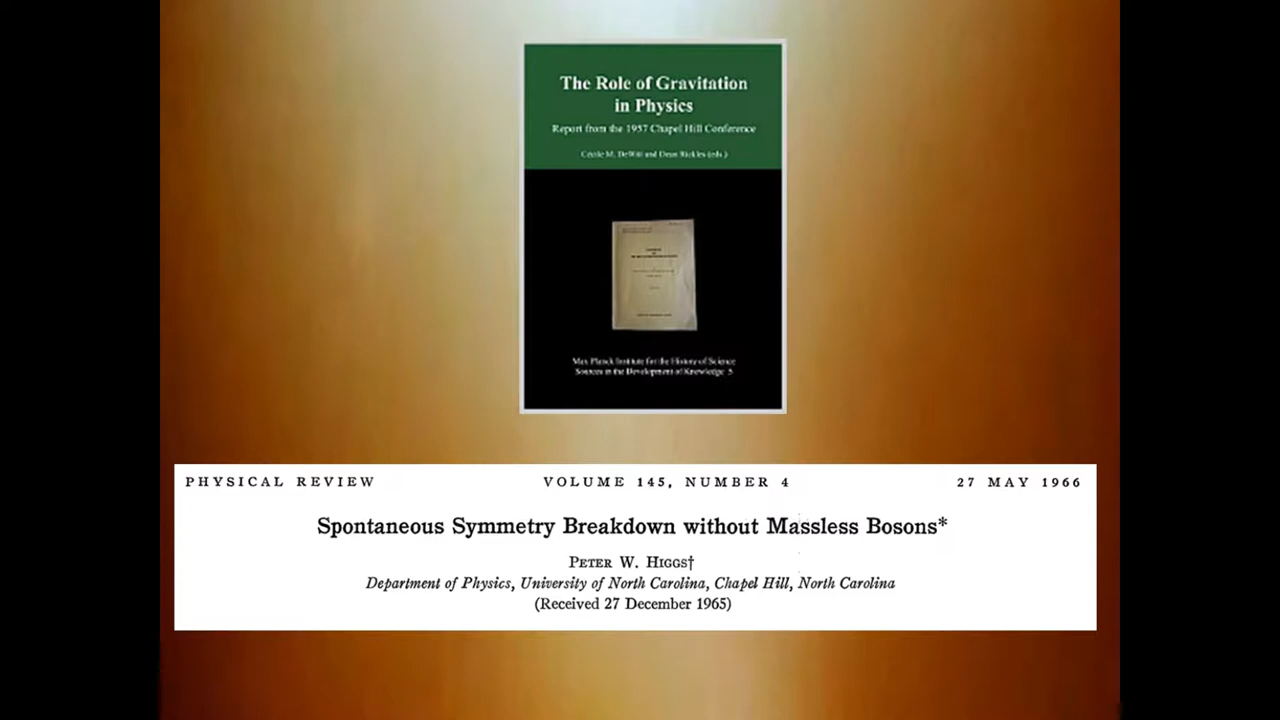 The Role of Gravitation
in Physics
Report from the 1957 Chapel Hill Conference
Cécile M. DeWitt and Dean Rickles (eds.)
Max Planck Institute for the History of Science
Sources in the Development of Knowledge 5
PHYSICAL REVIEW VOLUME 145, NUMBER 4 27 MAY 1966
Spontaneous Symmetry Breakdown without Massless Bosons*
PETER W. HIGGS†
Department of Physics, University of North Carolina, Chapel Hill, North Carolina
(Received 27 December 1965)